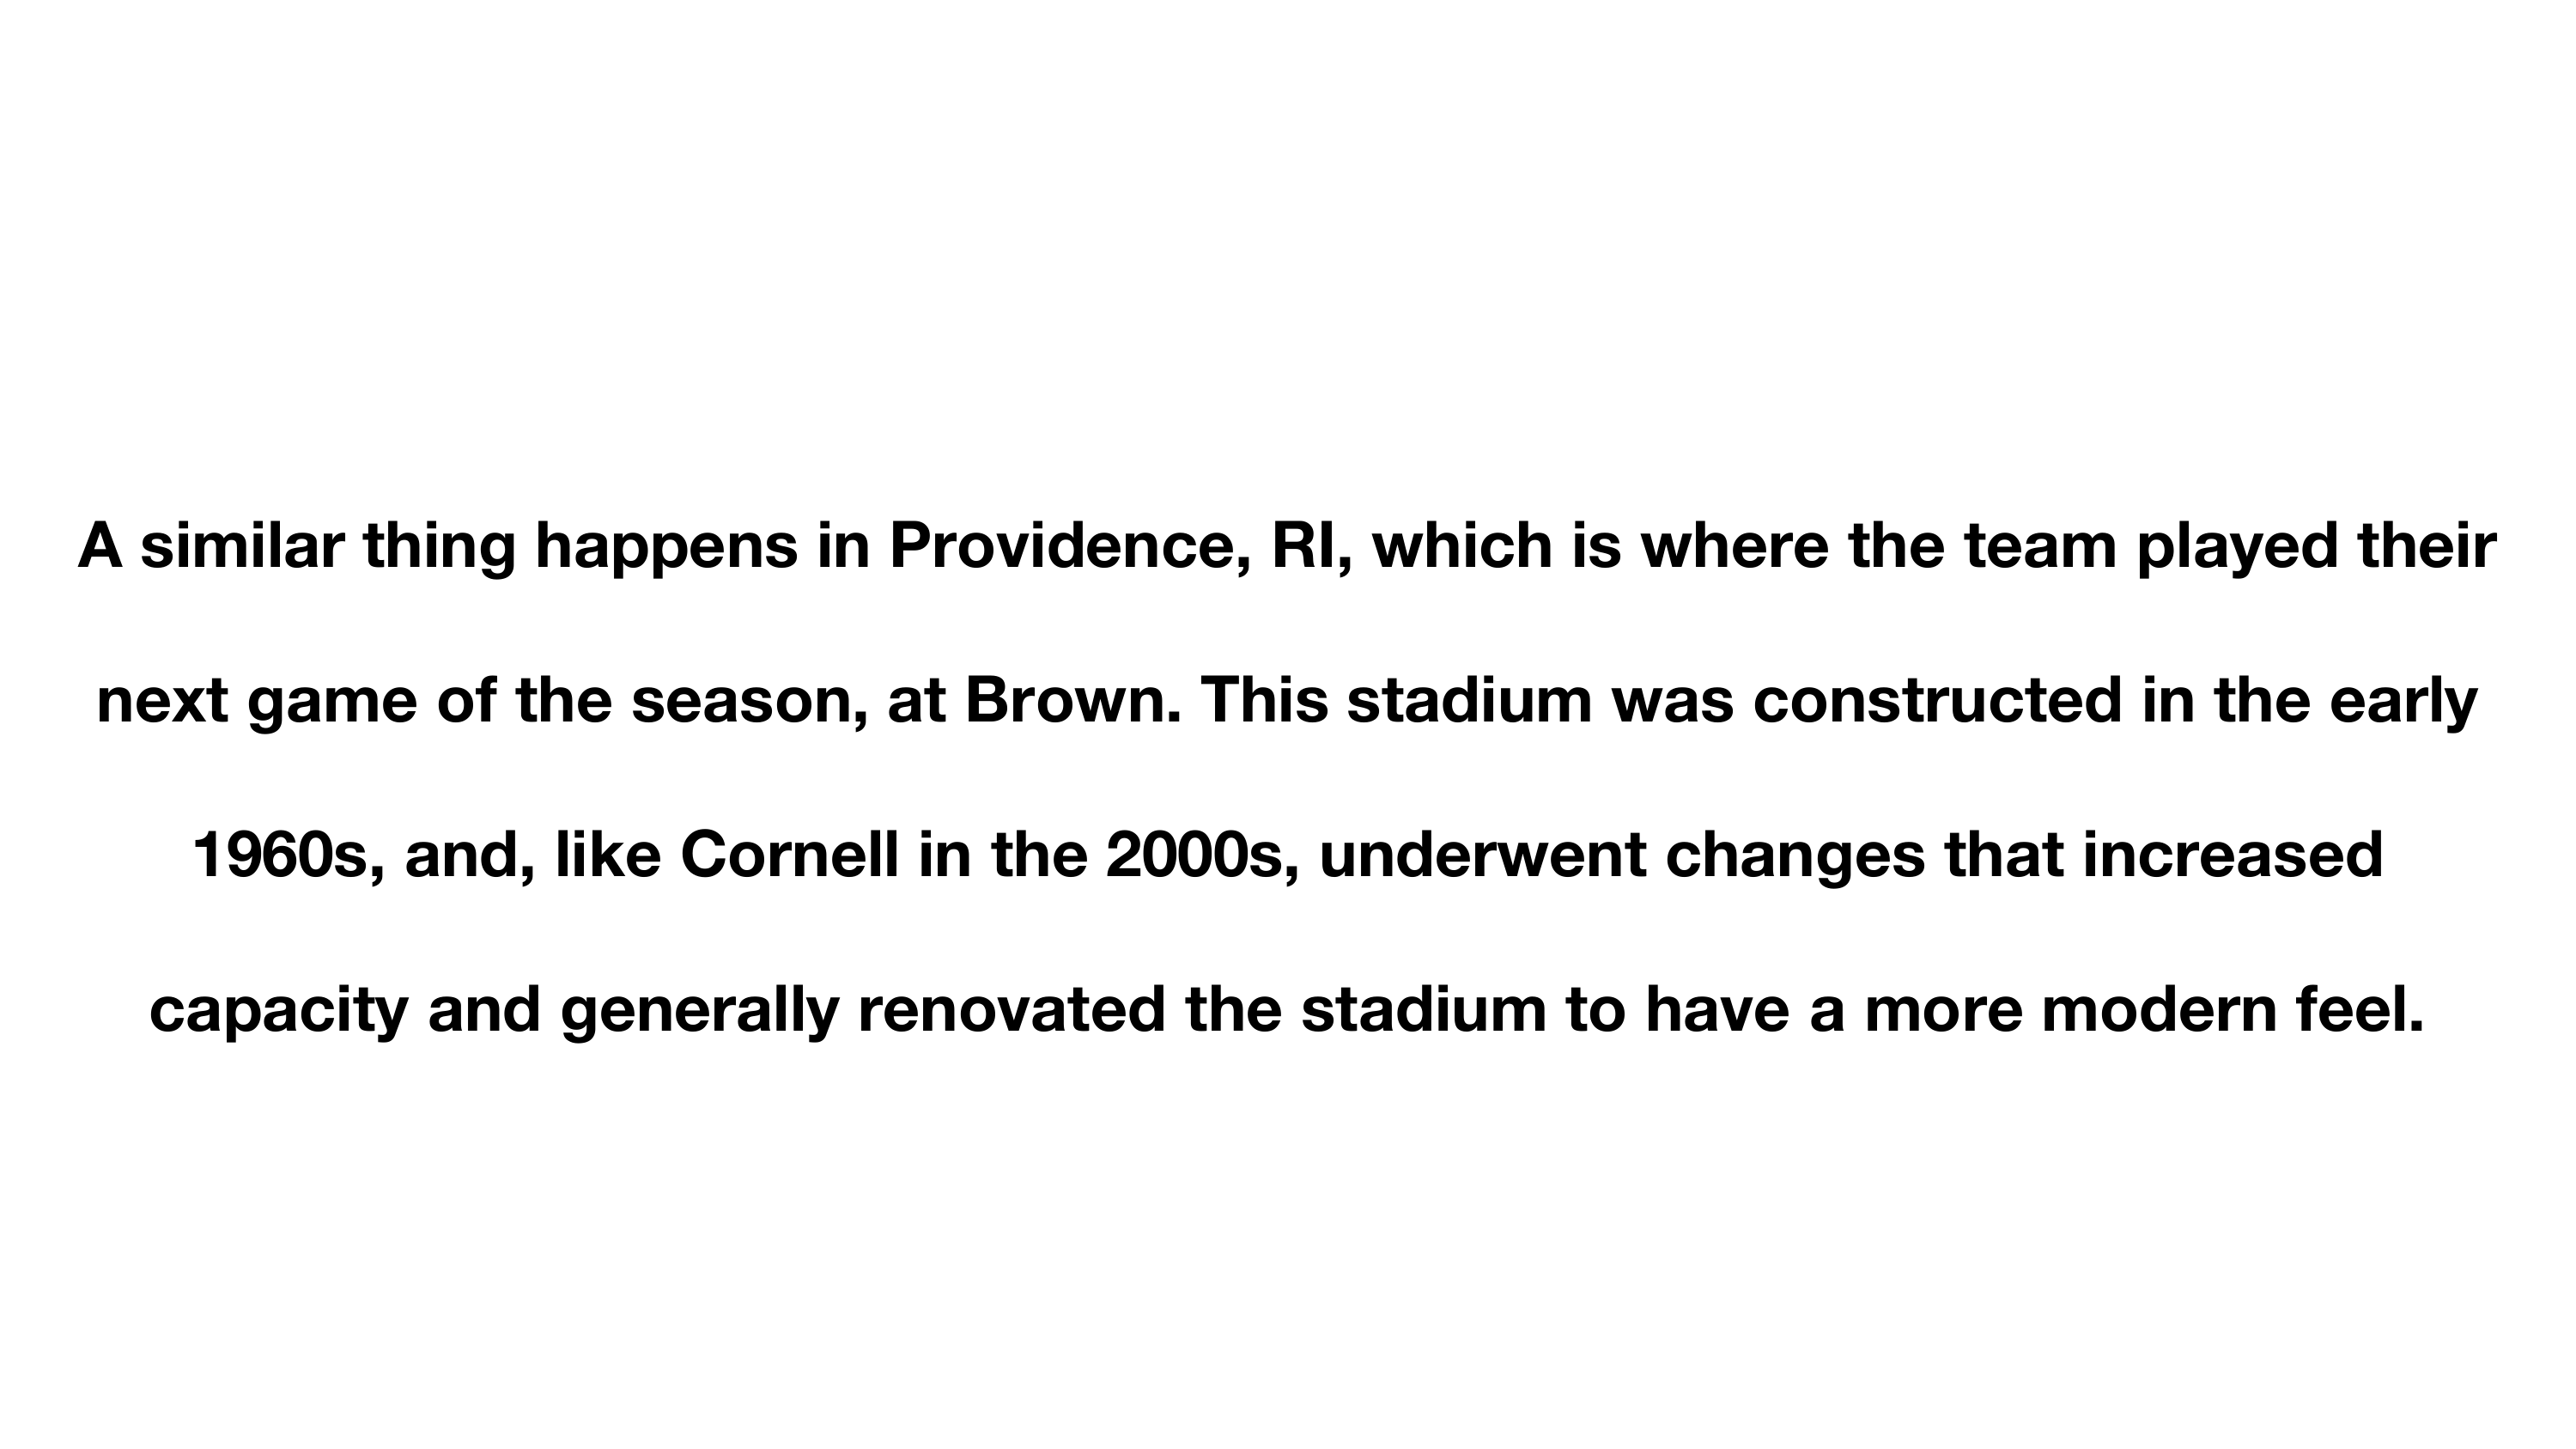 A similar thing happens in Providence, RI, which is where the team played their
next game of the season, at Brown. This stadium was constructed in the early
1960s, and, like Cornell in the 2000s, underwent changes that increased
capacity and generally renovated the stadium to have a more modern feel.